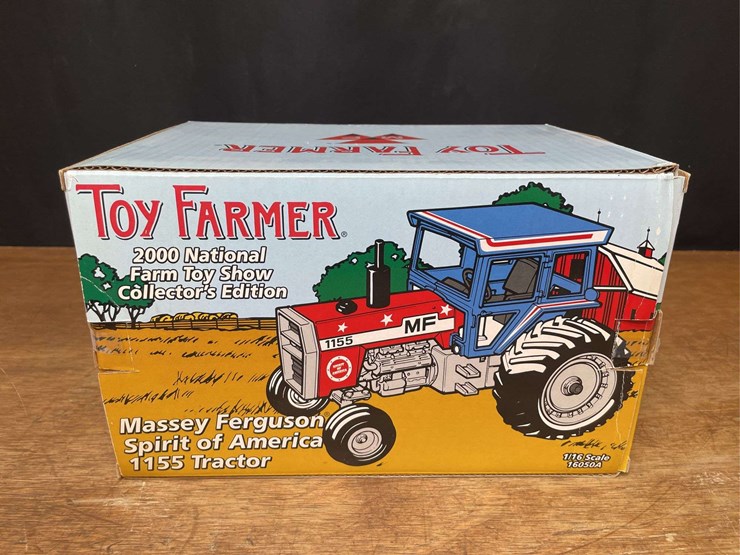 TOY FARMER
TOY FARMER®
2000 National
Farm Toy Show
Collector's Edition
MF
1155
Massey Ferguson
Spirit of America
1155 Tractor
1/16 Scale
16050A